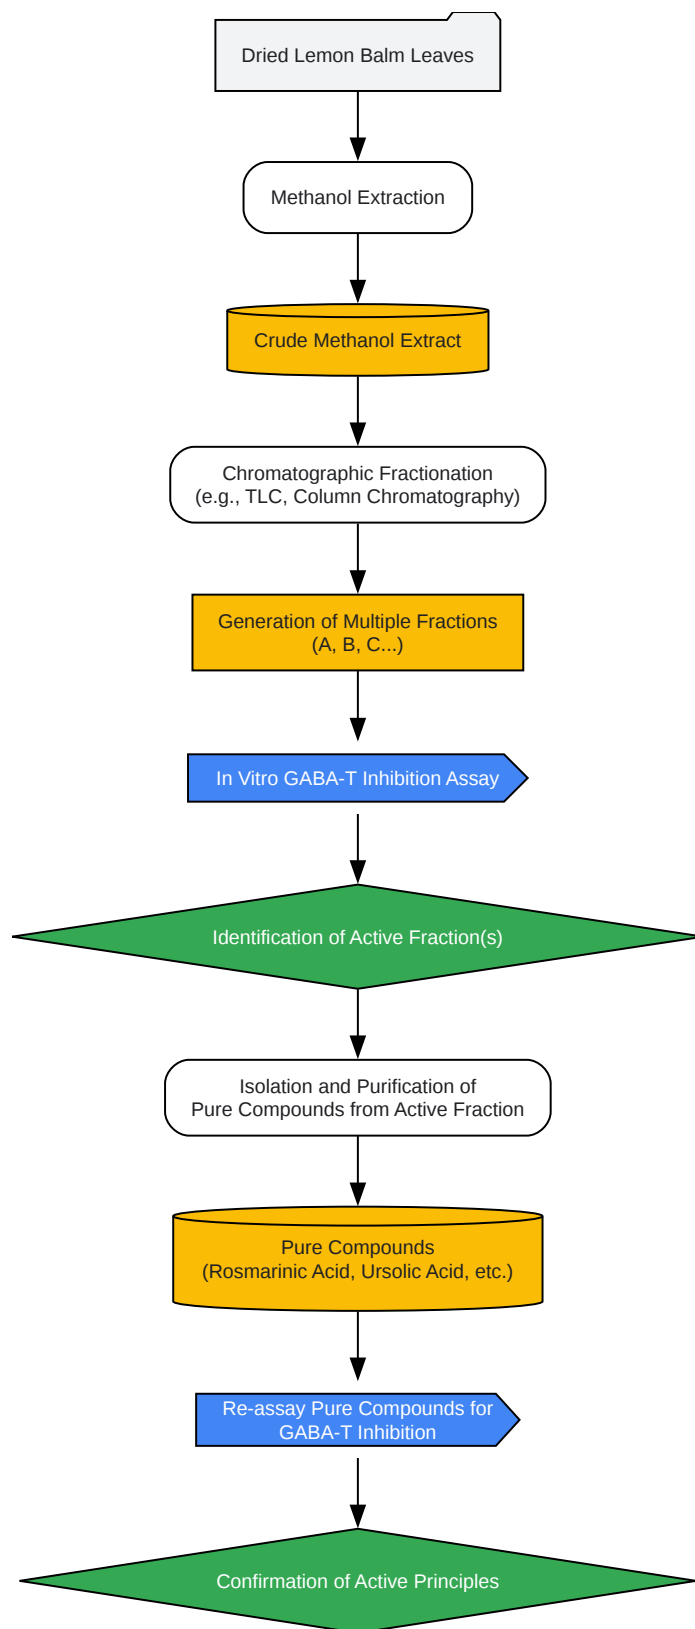 Dried Lemon Balm Leaves
Methanol Extraction
Crude Methanol Extract
Chromatographic Fractionation
(e.g., TLC, Column Chromatography)
Generation of Multiple Fractions
(A, B, C...)
In Vitro GABA-T Inhibition Assay
Identification of Active Fraction(s)
Isolation and Purification of
Pure Compounds from Active Fraction
Pure Compounds
(Rosmarinic Acid, Ursolic Acid, etc.)
Re-assay Pure Compounds for
GABA-T Inhibition
Confirmation of Active Principles